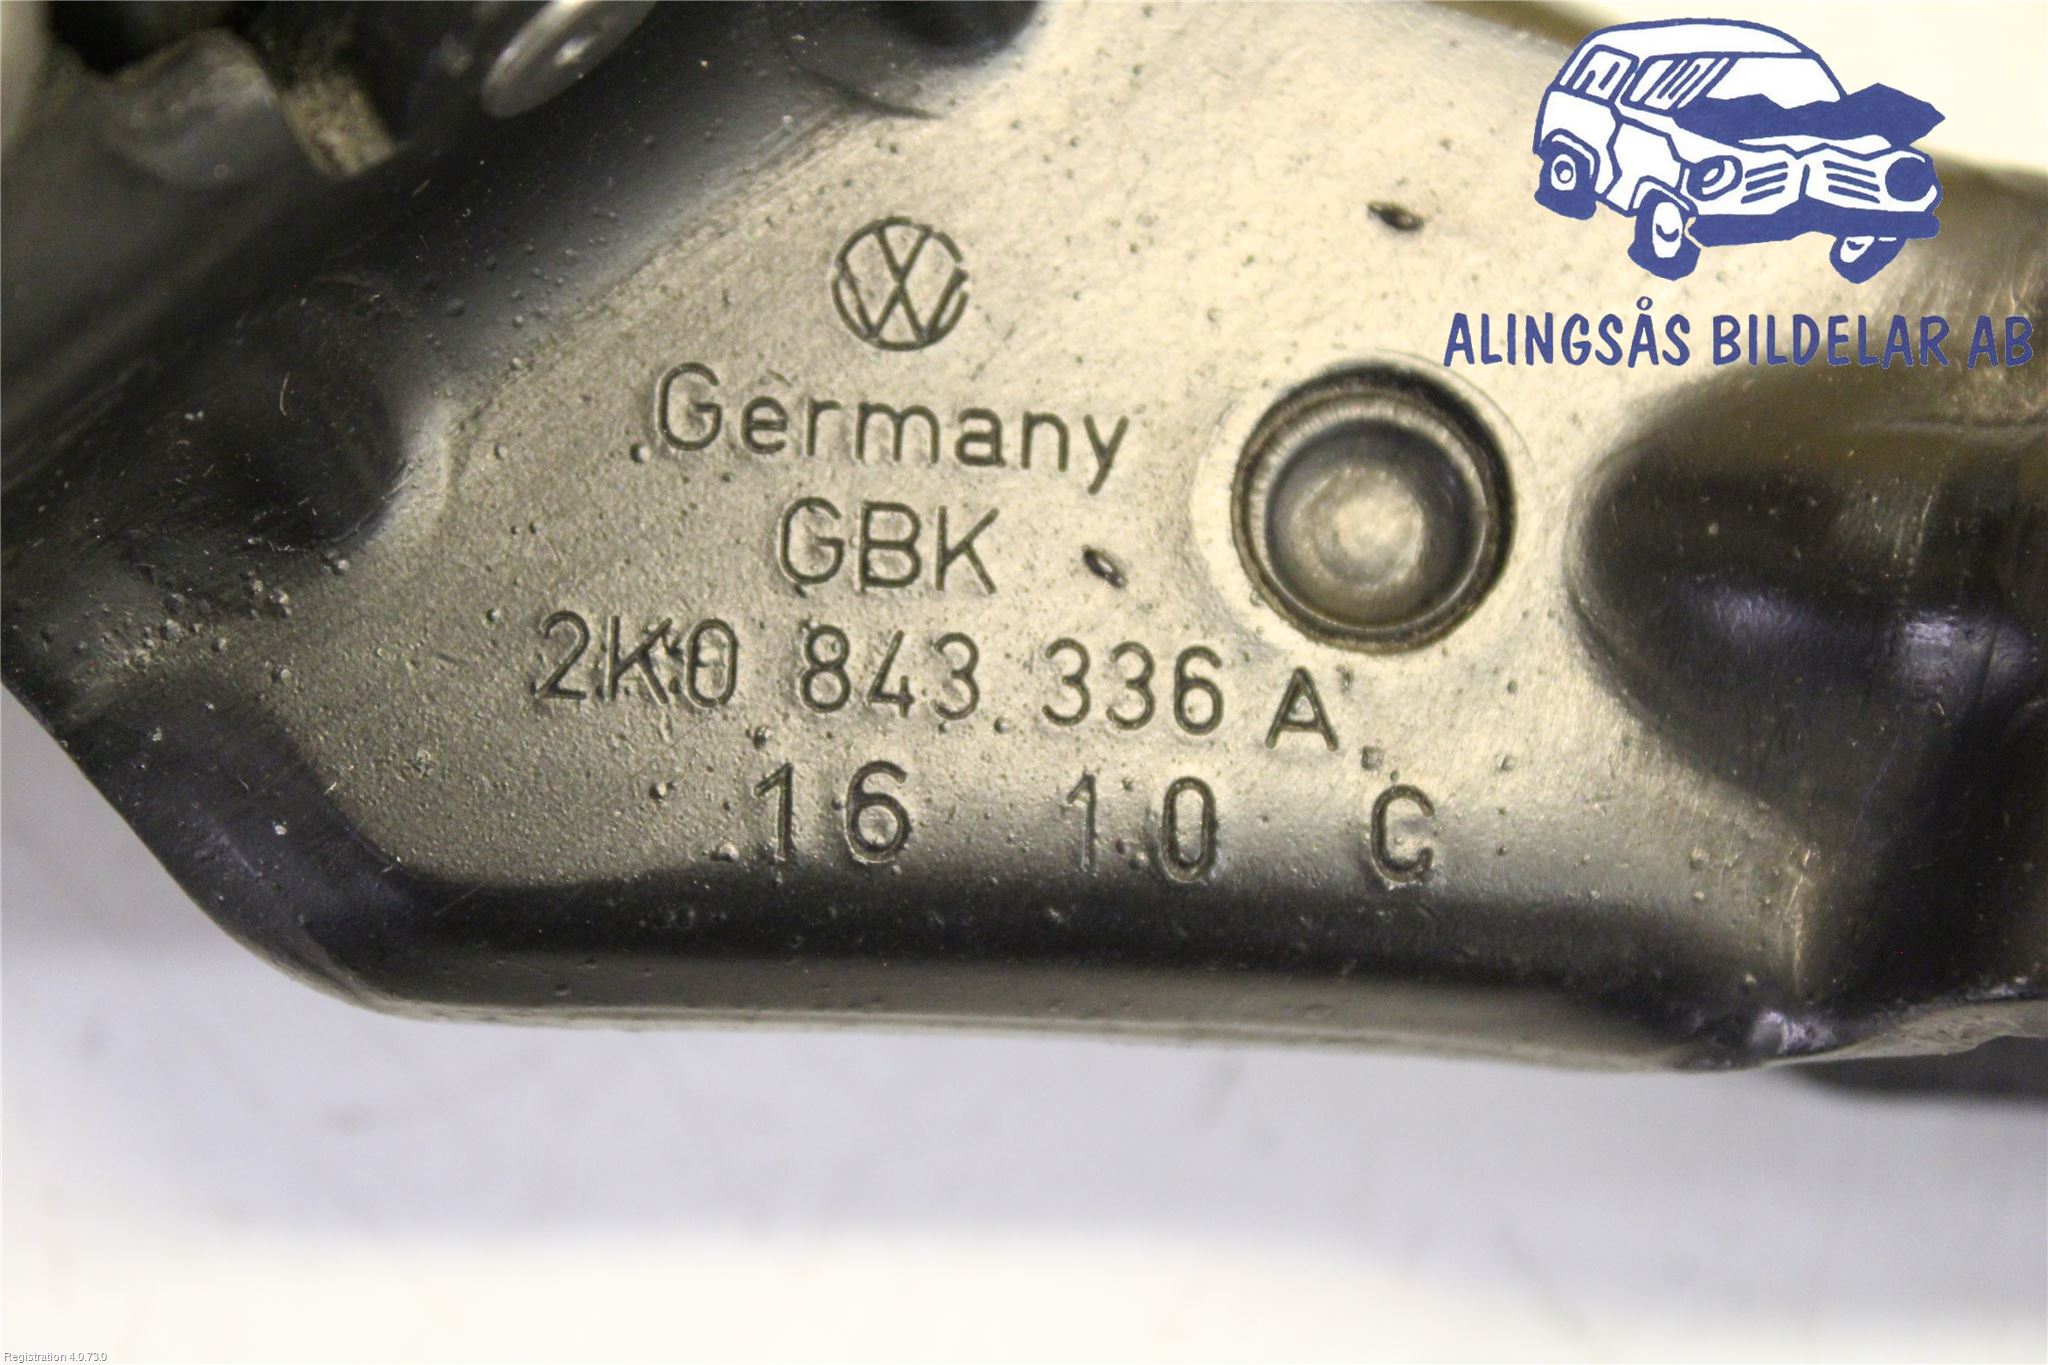 ALINGSÅS BILDELAR AB
Germany
GBK
2K0 843 336 A
16 10 C
Registration 4.0.73.0